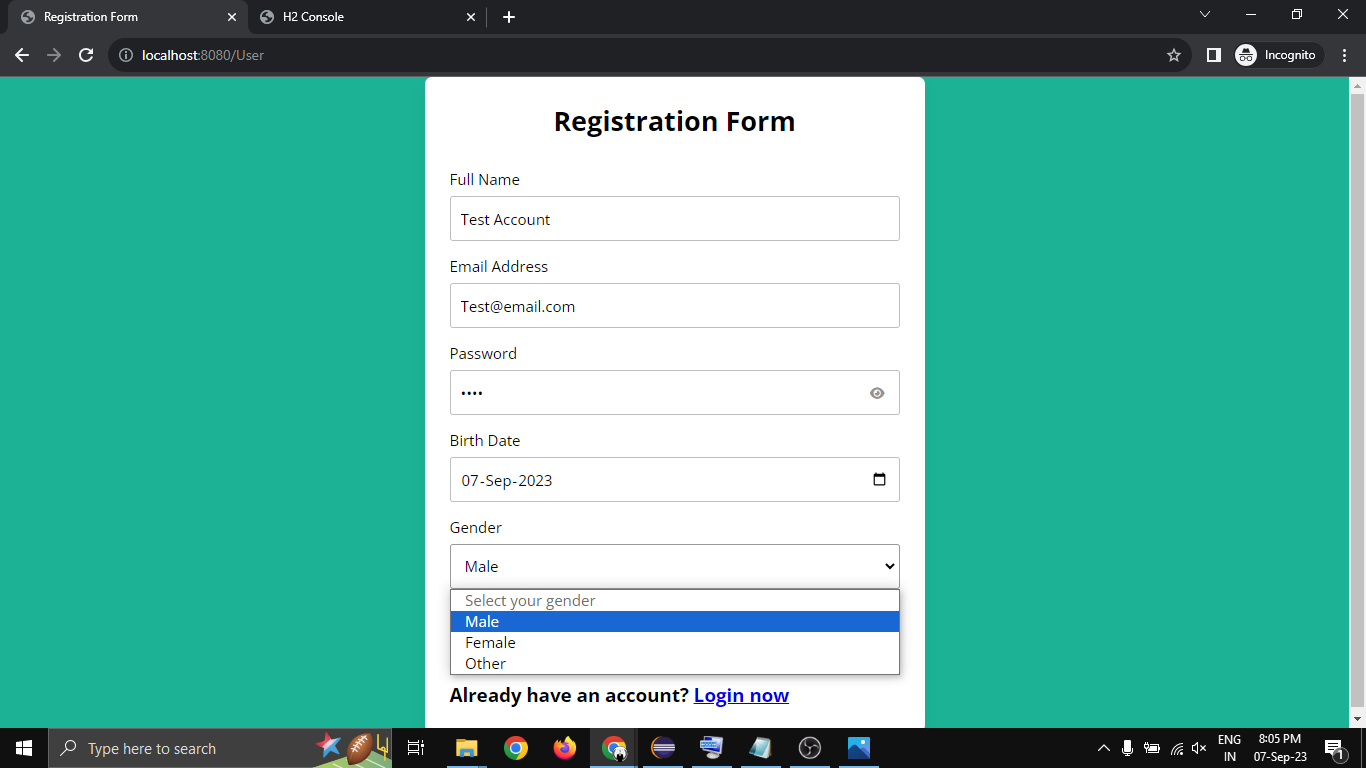 Registration Form
H2 Console
localhost:8080/User
Incognito
Registration Form
Full Name
Test Account
Email Address
Test@email.com
Password
••••
Birth Date
07-Sep-2023
Gender
Male
Select your gender
Male
Female
Other
Already have an account? Login now
Type here to search
ENG
IN
8:05 PM
07-Sep-23
1